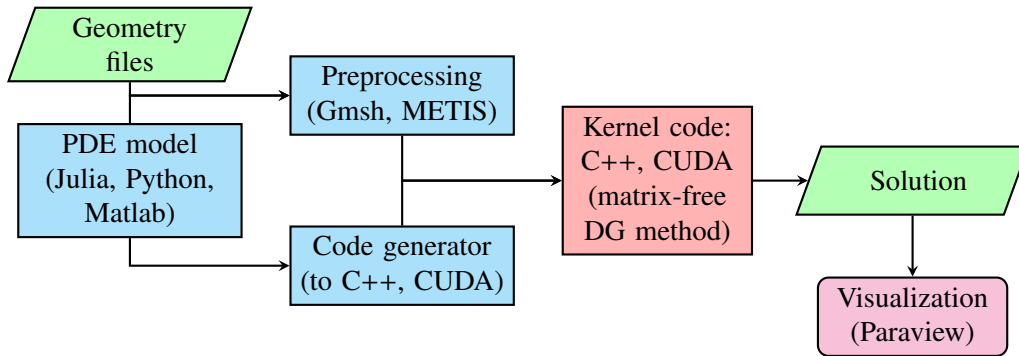 Geometry
files
PDE model
(Julia, Python,
Matlab)
Preprocessing
(Gmsh, METIS)
Code generator
(to C++, CUDA)
Kernel code:
C++, CUDA
(matrix-free
DG method)
Solution
Visualization
(Paraview)